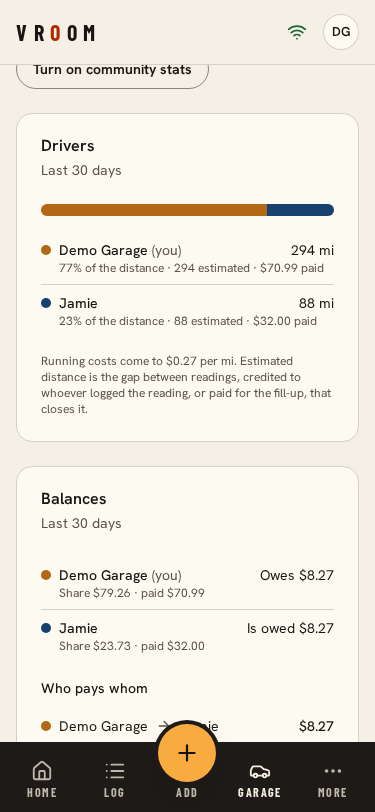 VROOM
DG
Turn on community stats
Drivers
Last 30 days
Demo Garage (you) 294 mi
77% of the distance · 294 estimated · $70.99 paid
Jamie 88 mi
23% of the distance · 88 estimated · $32.00 paid
Running costs come to $0.27 per mi. Estimated
distance is the gap between readings, credited to
whoever logged the reading, or paid for the fill-up, that
closes it.
Balances
Last 30 days
Demo Garage (you) Owes $8.27
Share $79.26 · paid $70.99
Jamie Is owed $8.27
Share $23.73 · paid $32.00
Who pays whom
Demo Garage → $8.27
HOME LOG ADD GARAGE MORE